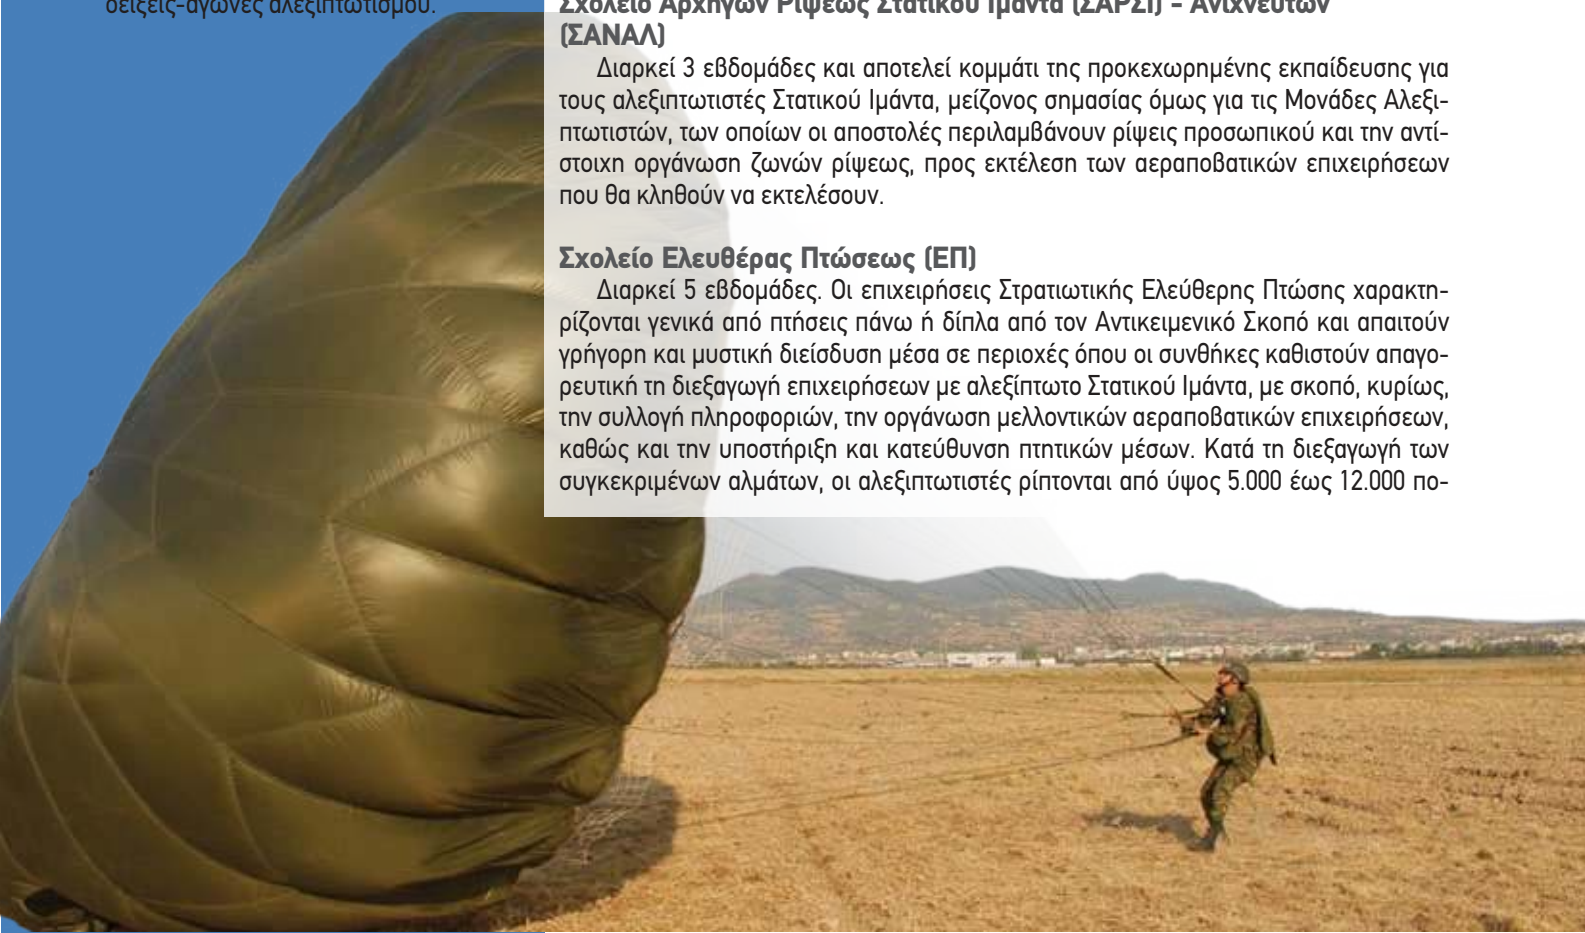 δείξεις-αγώνες αλεξιπτωτισμού.
Σχολείο Αρχηγών Ρίψεως Στατικού Ιμάντα (ΣΑΡΣΙ) - Ανιχνευτών
(ΣΑΝΑΛ)
Διαρκεί 3 εβδομάδες και αποτελεί κομμάτι της προκεχωρημένης εκπαίδευσης για
τους αλεξιπτωτιστές Στατικού Ιμάντα, μείζονος σημασίας όμως για τις Μονάδες Αλεξι-
πτωτιστών, των οποίων οι αποστολές περιλαμβάνουν ρίψεις προσωπικού και την αντί-
στοιχη οργάνωση ζωνών ρίψεως, προς εκτέλεση των αεραποβατικών επιχειρήσεων
που θα κληθούν να εκτελέσουν.
Σχολείο Ελευθέρας Πτώσεως (ΕΠ)
Διαρκεί 5 εβδομάδες. Οι επιχειρήσεις Στρατιωτικής Ελεύθερης Πτώσης χαρακτη-
ρίζονται γενικά από πτήσεις πάνω ή δίπλα από τον Αντικειμενικό Σκοπό και απαιτούν
γρήγορη και μυστική διείσδυση μέσα σε περιοχές όπου οι συνθήκες καθιστούν απαγο-
ρευτική τη διεξαγωγή επιχειρήσεων με αλεξίπτωτο Στατικού Ιμάντα, με σκοπό, κυρίως,
την συλλογή πληροφοριών, την οργάνωση μελλοντικών αεραποβατικών επιχειρήσεων,
καθώς και την υποστήριξη και κατεύθυνση πτητικών μέσων. Κατά τη διεξαγωγή των
συγκεκριμένων αλμάτων, οι αλεξιπτωτιστές ρίπτονται από ύψος 5.000 έως 12.000 πο-